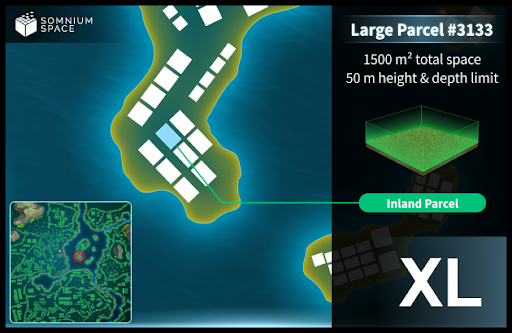 SOMNIUM
SPACE
Large Parcel #3133
1500 m² total space
50 m height & depth limit
Inland Parcel
XL